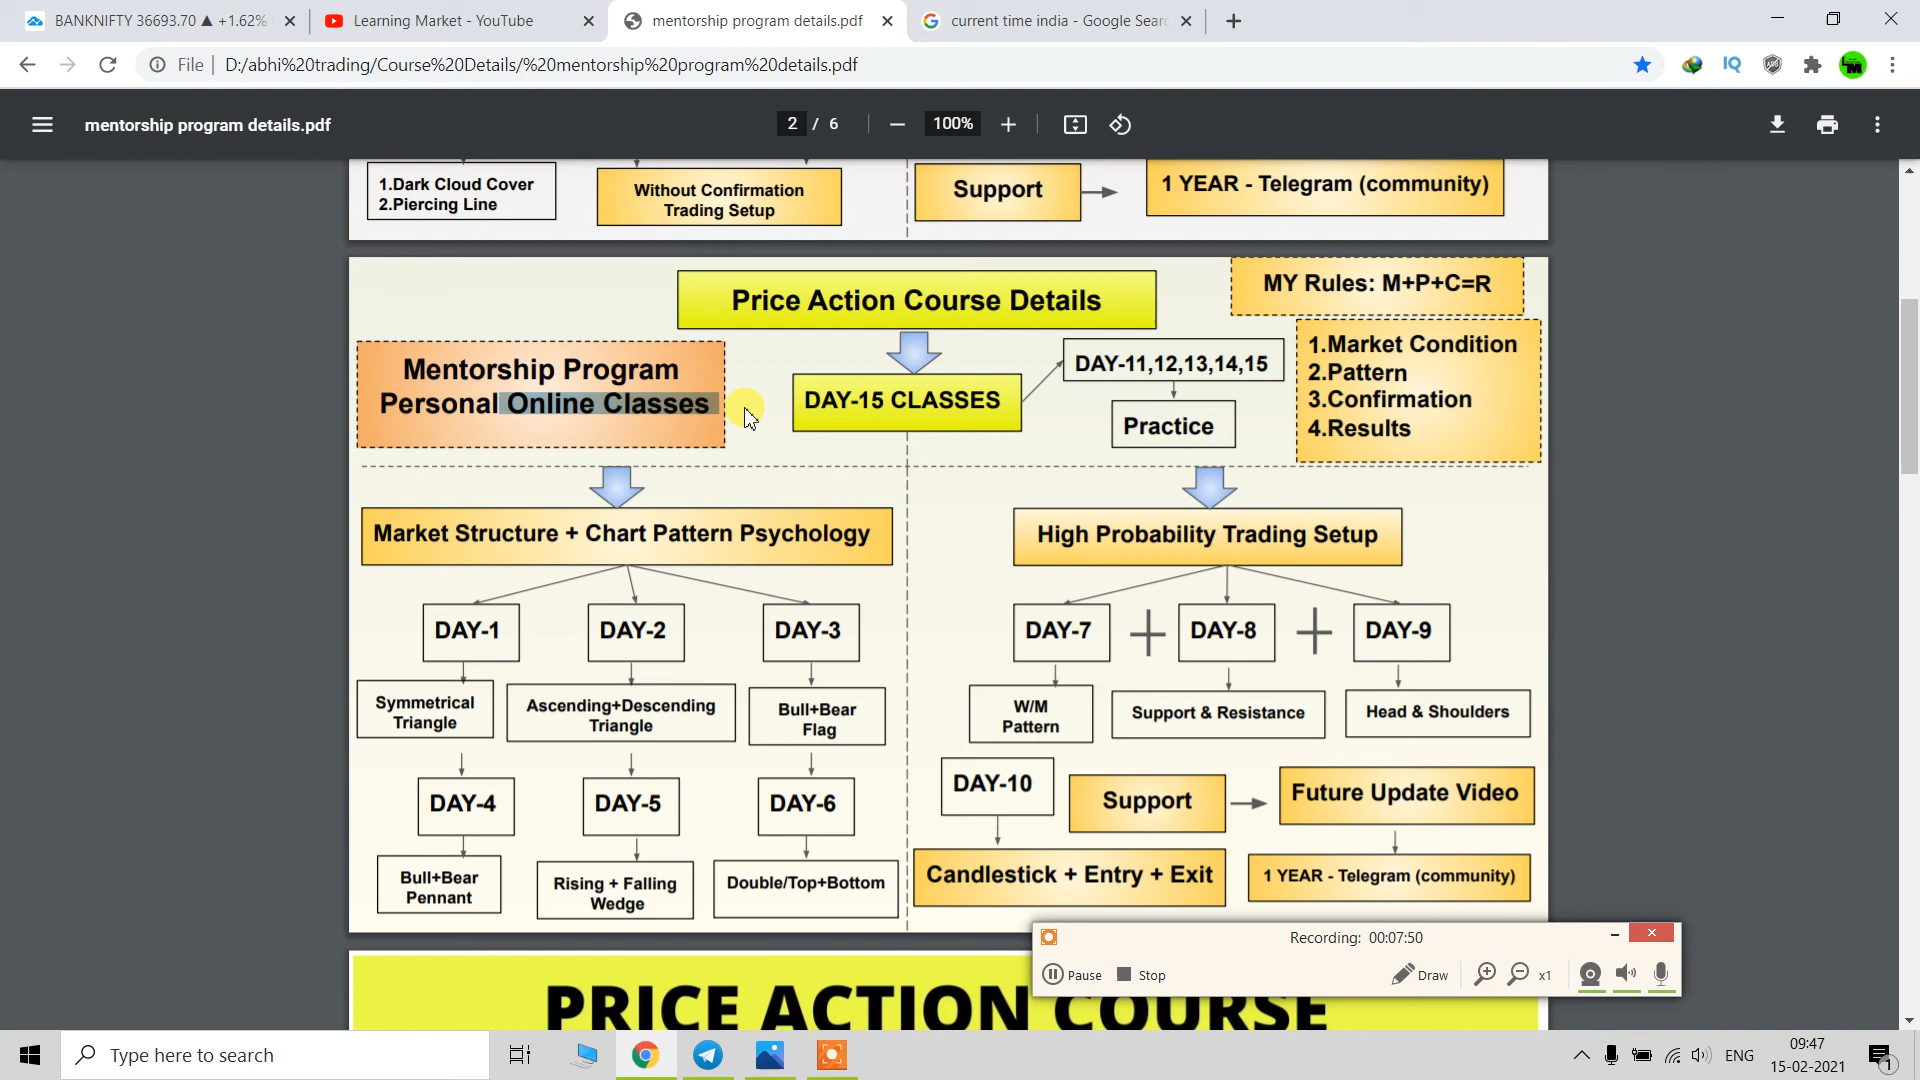 BANKNIFTY 36693.70 ▲ +1.62%
Learning Market - YouTube
mentorship program details.pdf
current time india - Google Sear
File | D:/abhi%20trading/Course%20Details/%20mentorship%20program%20details.pdf
IQ
mentorship program details.pdf
2 / 6
100%
1.Dark Cloud Cover
2.Piercing Line
Without Confirmation
Trading Setup
Support
1 YEAR - Telegram (community)
Price Action Course Details
MY Rules: M+P+C=R
Mentorship Program
Personal Online Classes
DAY-15 CLASSES
DAY-11,12,13,14,15
Practice
1.Market Condition
2.Pattern
3.Confirmation
4.Results
Market Structure + Chart Pattern Psychology
High Probability Trading Setup
DAY-1
DAY-2
DAY-3
DAY-7
DAY-8
DAY-9
Symmetrical
Triangle
Ascending+Descending
Triangle
Bull+Bear
Flag
W/M
Pattern
Support & Resistance
Head & Shoulders
DAY-4
DAY-5
DAY-6
DAY-10
Support
Future Update Video
Bull+Bear
Pennant
Rising + Falling
Wedge
Double/Top+Bottom
Candlestick + Entry + Exit
1 YEAR - Telegram (community)
Recording: 00:07:50
Pause
Stop
Draw
x1
PRICE ACTION COURSE
Type here to search
ENG
09:47
15-02-2021
1